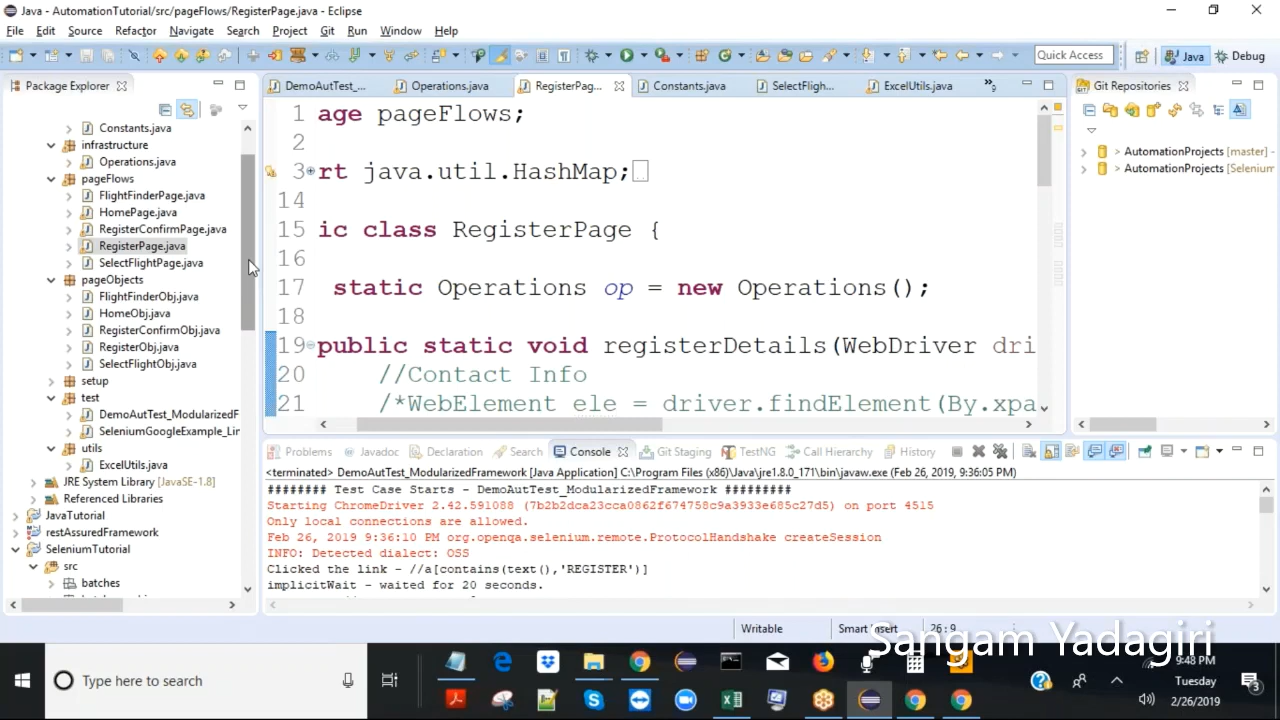 Java - AutomationTutorial/src/pageFlows/RegisterPage.java - Eclipse
File Edit Source Refactor Navigate Search Project Git Run Window Help
Quick Access
Java
Debug
Package Explorer
Constants.java
infrastructure
Operations.java
pageFlows
FlightFinderPage.java
HomePage.java
RegisterConfirmPage.java
RegisterPage.java
SelectFlightPage.java
pageObjects
FlightFinderObj.java
HomeObj.java
RegisterConfirmObj.java
RegisterObj.java
SelectFlightObj.java
setup
test
DemoAutTest_ModularizedF
SeleniumGoogleExample_Lin
utils
ExcelUtils.java
JRE System Library [JavaSE-1.8]
Referenced Libraries
JavaTutorial
restAssuredFramework
SeleniumTutorial
src
batches
DemoAutTest_... Operations.java RegisterPag... Constants.java SelectFligh... ExcelUtils.java »9
1 age pageFlows;
2
3 rt java.util.HashMap;
14
15 ic class RegisterPage {
16
17 static Operations op = new Operations();
18
19 public static void registerDetails(WebDriver dri
20 //Contact Info
21 /*WebElement ele = driver.findElement(By.xpa
Git Repositories
> AutomationProjects [master] -
> AutomationProjects [Selenium
Problems Javadoc Declaration Search Console Git Staging TestNG Call Hierarchy History
<terminated> DemoAutTest_ModularizedFramework [Java Application] C:\Program Files (x86)\Java\jre1.8.0_171\bin\javaw.exe (Feb 26, 2019, 9:36:05 PM)
######## Test Case Starts - DemoAutTest_ModularizedFramework #########
Starting ChromeDriver 2.42.591088 (7b2b2dca23cca0862f674758c9a3933e685c27d5) on port 4515
Only local connections are allowed.
Feb 26, 2019 9:36:10 PM org.openqa.selenium.remote.ProtocolHandshake createSession
INFO: Detected dialect: OSS
Clicked the link - //a[contains(text(),'REGISTER')]
implicitWait - waited for 20 seconds.
Writable
Smart Insert
26 : 9
Sangam Yadagiri
Type here to search
9:48 PM
Tuesday
2/26/2019
3